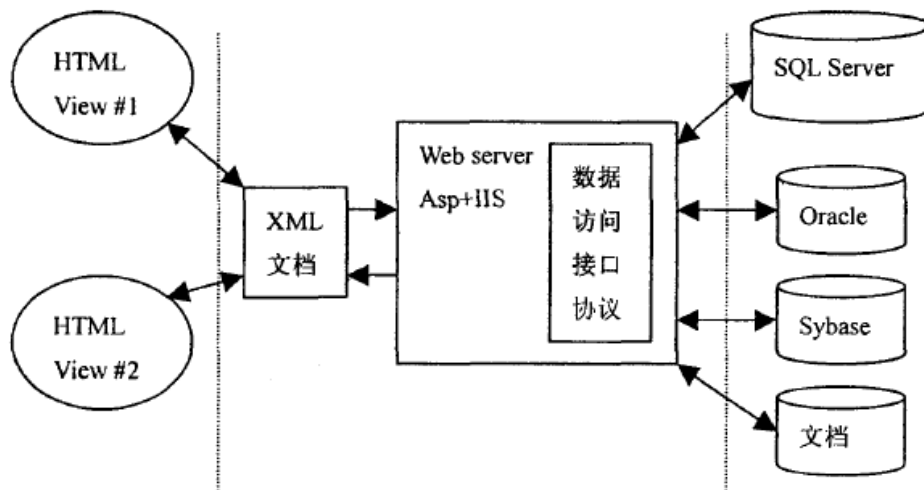 HTML
View #1
HTML
View #2
XML
文档
Web server
Asp+IIS
数据
访问
接口
协议
SQL Server
Oracle
Sybase
文档